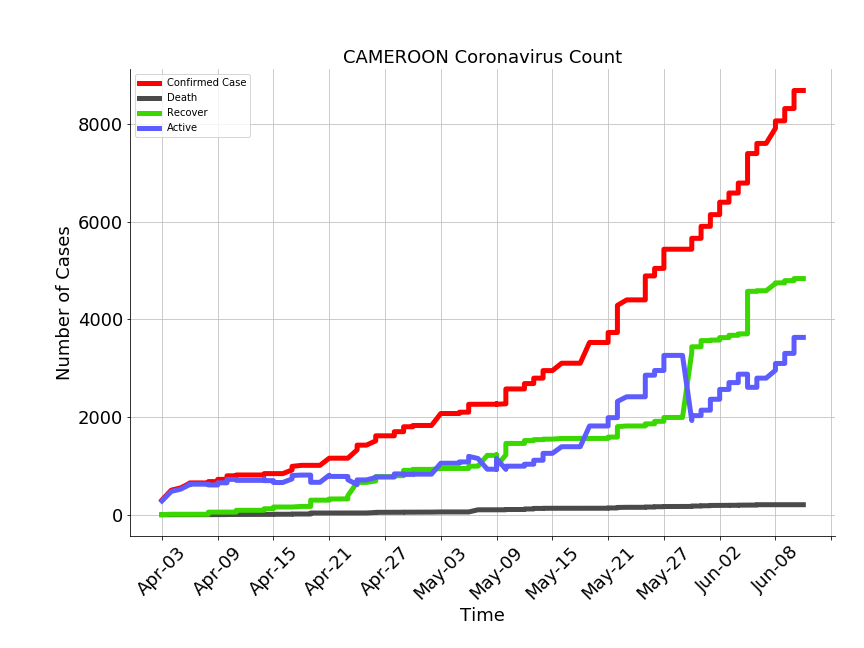 CAMEROON Coronavirus Count
Confirmed Case
Death
Recover
Active
Number of Cases
8000
6000
4000
2000
0
Apr-03
Apr-09
Apr-15
Apr-21
Apr-27
May-03
May-09
May-15
May-21
May-27
Jun-02
Jun-08
Time